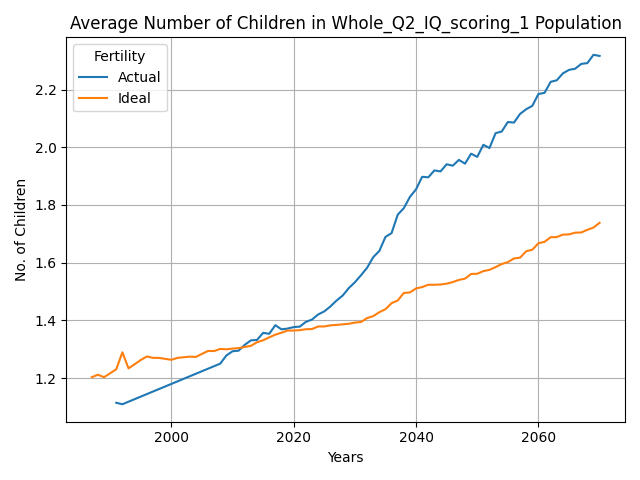 Average Number of Children in Whole_Q2_IQ_scoring_1 Population
Fertility
Actual
Ideal
2.2
2.0
1.8
1.6
1.4
1.2
No. of Children
2000
2020
2040
2060
Years